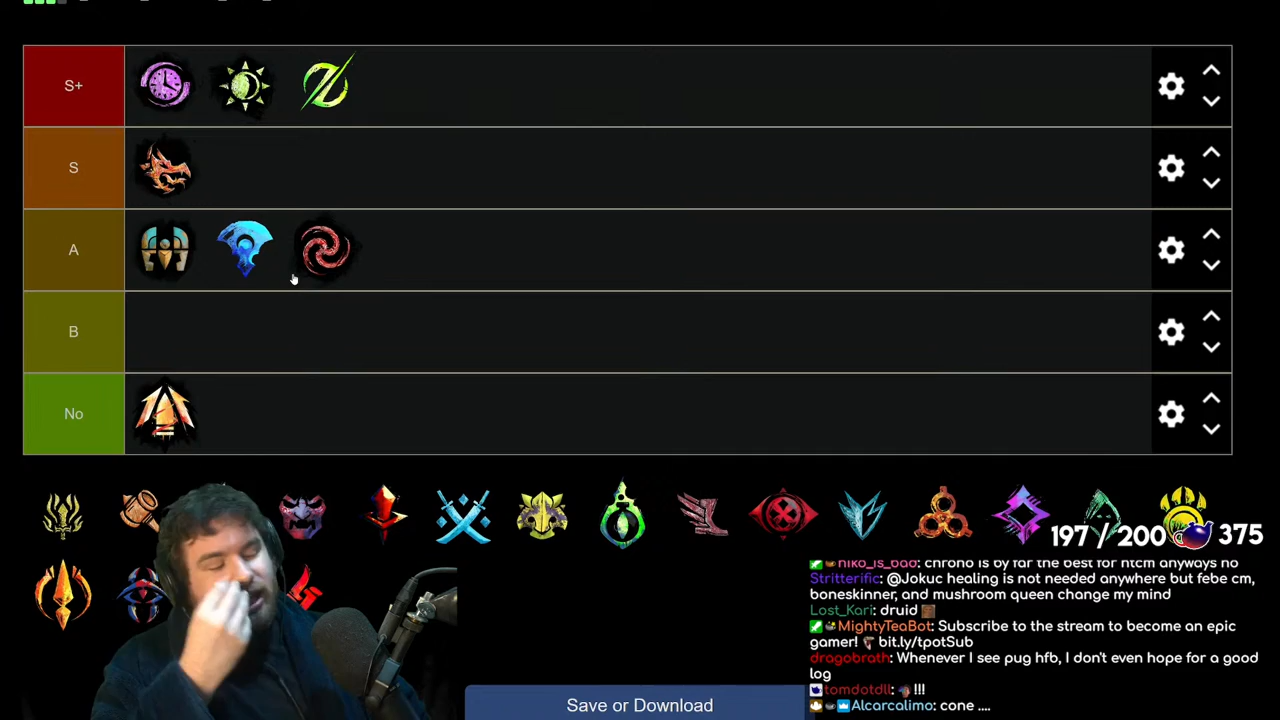 S+
S
A
B
No
197 / 200 375
niko_is_bad: chrono is by far the best for htcm anyways no
Stritterific: @Jokuc healing is not needed anywhere but febe cm,
boneskinner, and mushroom queen change my mind
Lost_Kari: druid
MightyTeaBot: Subscribe to the stream to become an epic
gamer! bit.ly/tpotSub
dragobrath: Whenever I see pug hfb, I don't even hope for a good
log
tomdotdll: !!!
Alcarcalimo: cone ....
Save or Download